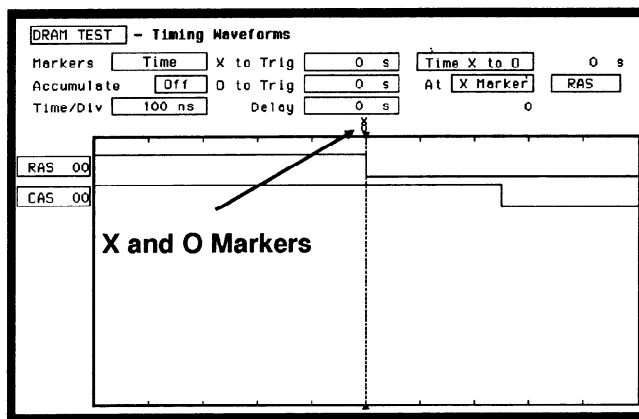 DRAM TEST - Timing Waveforms
Markers Time X to Trig 0 s Time X to O 0 s
Accumulate Off O to Trig 0 s At X Marker RAS
Time/Div 100 ns Delay 0 s 0
X
O
RAS 00
CAS 00
X and O Markers